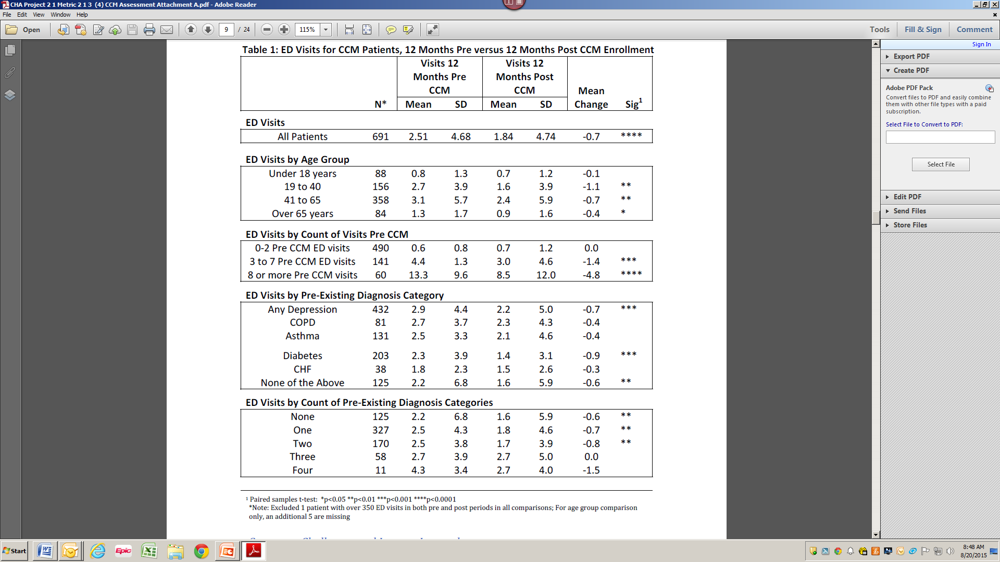 CHA Project 2 1 Metric 2 1 3 (4) CCM Assessment Attachment A.pdf - Adobe Reader
File Edit View Window Help
Open 9 / 24 115% Tools Fill & Sign Comment
Sign In
Export PDF
Create PDF
Adobe PDF Pack
Convert files to PDF and easily combine
them with other file types with a paid
subscription.
Select File to Convert to PDF:
Select File
Edit PDF
Send Files
Store Files
Table 1: ED Visits for CCM Patients, 12 Months Pre versus 12 Months Post CCM Enrollment
Visits 12 Visits 12
Months Pre Months Post
CCM CCM Mean
N* Mean SD Mean SD Change Sig1
ED Visits
All Patients 691 2.51 4.68 1.84 4.74 -0.7 ****
ED Visits by Age Group
Under 18 years 88 0.8 1.3 0.7 1.2 -0.1
19 to 40 156 2.7 3.9 1.6 3.9 -1.1 **
41 to 65 358 3.1 5.7 2.4 5.9 -0.7 **
Over 65 years 84 1.3 1.7 0.9 1.6 -0.4 *
ED Visits by Count of Visits Pre CCM
0-2 Pre CCM ED visits 490 0.6 0.8 0.7 1.2 0.0
3 to 7 Pre CCM ED visits 141 4.4 1.3 3.0 4.6 -1.4 ***
8 or more Pre CCM visits 60 13.3 9.6 8.5 12.0 -4.8 ****
ED Visits by Pre-Existing Diagnosis Category
Any Depression 432 2.9 4.4 2.2 5.0 -0.7 ***
COPD 81 2.7 3.7 2.3 4.3 -0.4
Asthma 131 2.5 3.3 2.1 4.6 -0.4
Diabetes 203 2.3 3.9 1.4 3.1 -0.9 ***
CHF 38 1.8 2.3 1.5 2.6 -0.3
None of the Above 125 2.2 6.8 1.6 5.9 -0.6 **
ED Visits by Count of Pre-Existing Diagnosis Categories
None 125 2.2 6.8 1.6 5.9 -0.6 **
One 327 2.5 4.3 1.8 4.6 -0.7 **
Two 170 2.5 3.8 1.7 3.9 -0.8 **
Three 58 2.7 3.9 2.7 5.0 0.0
Four 11 4.3 3.4 2.7 4.0 -1.5
1 Paired samples t-test: *p<0.05 **p<0.01 ***p<0.001 ****p<0.0001
*Note: Excluded 1 patient with over 350 ED visits in both pre and post periods in all comparisons; For age group comparison
only, an additional 5 are missing
Start Epic 8:48 AM
8/20/2015